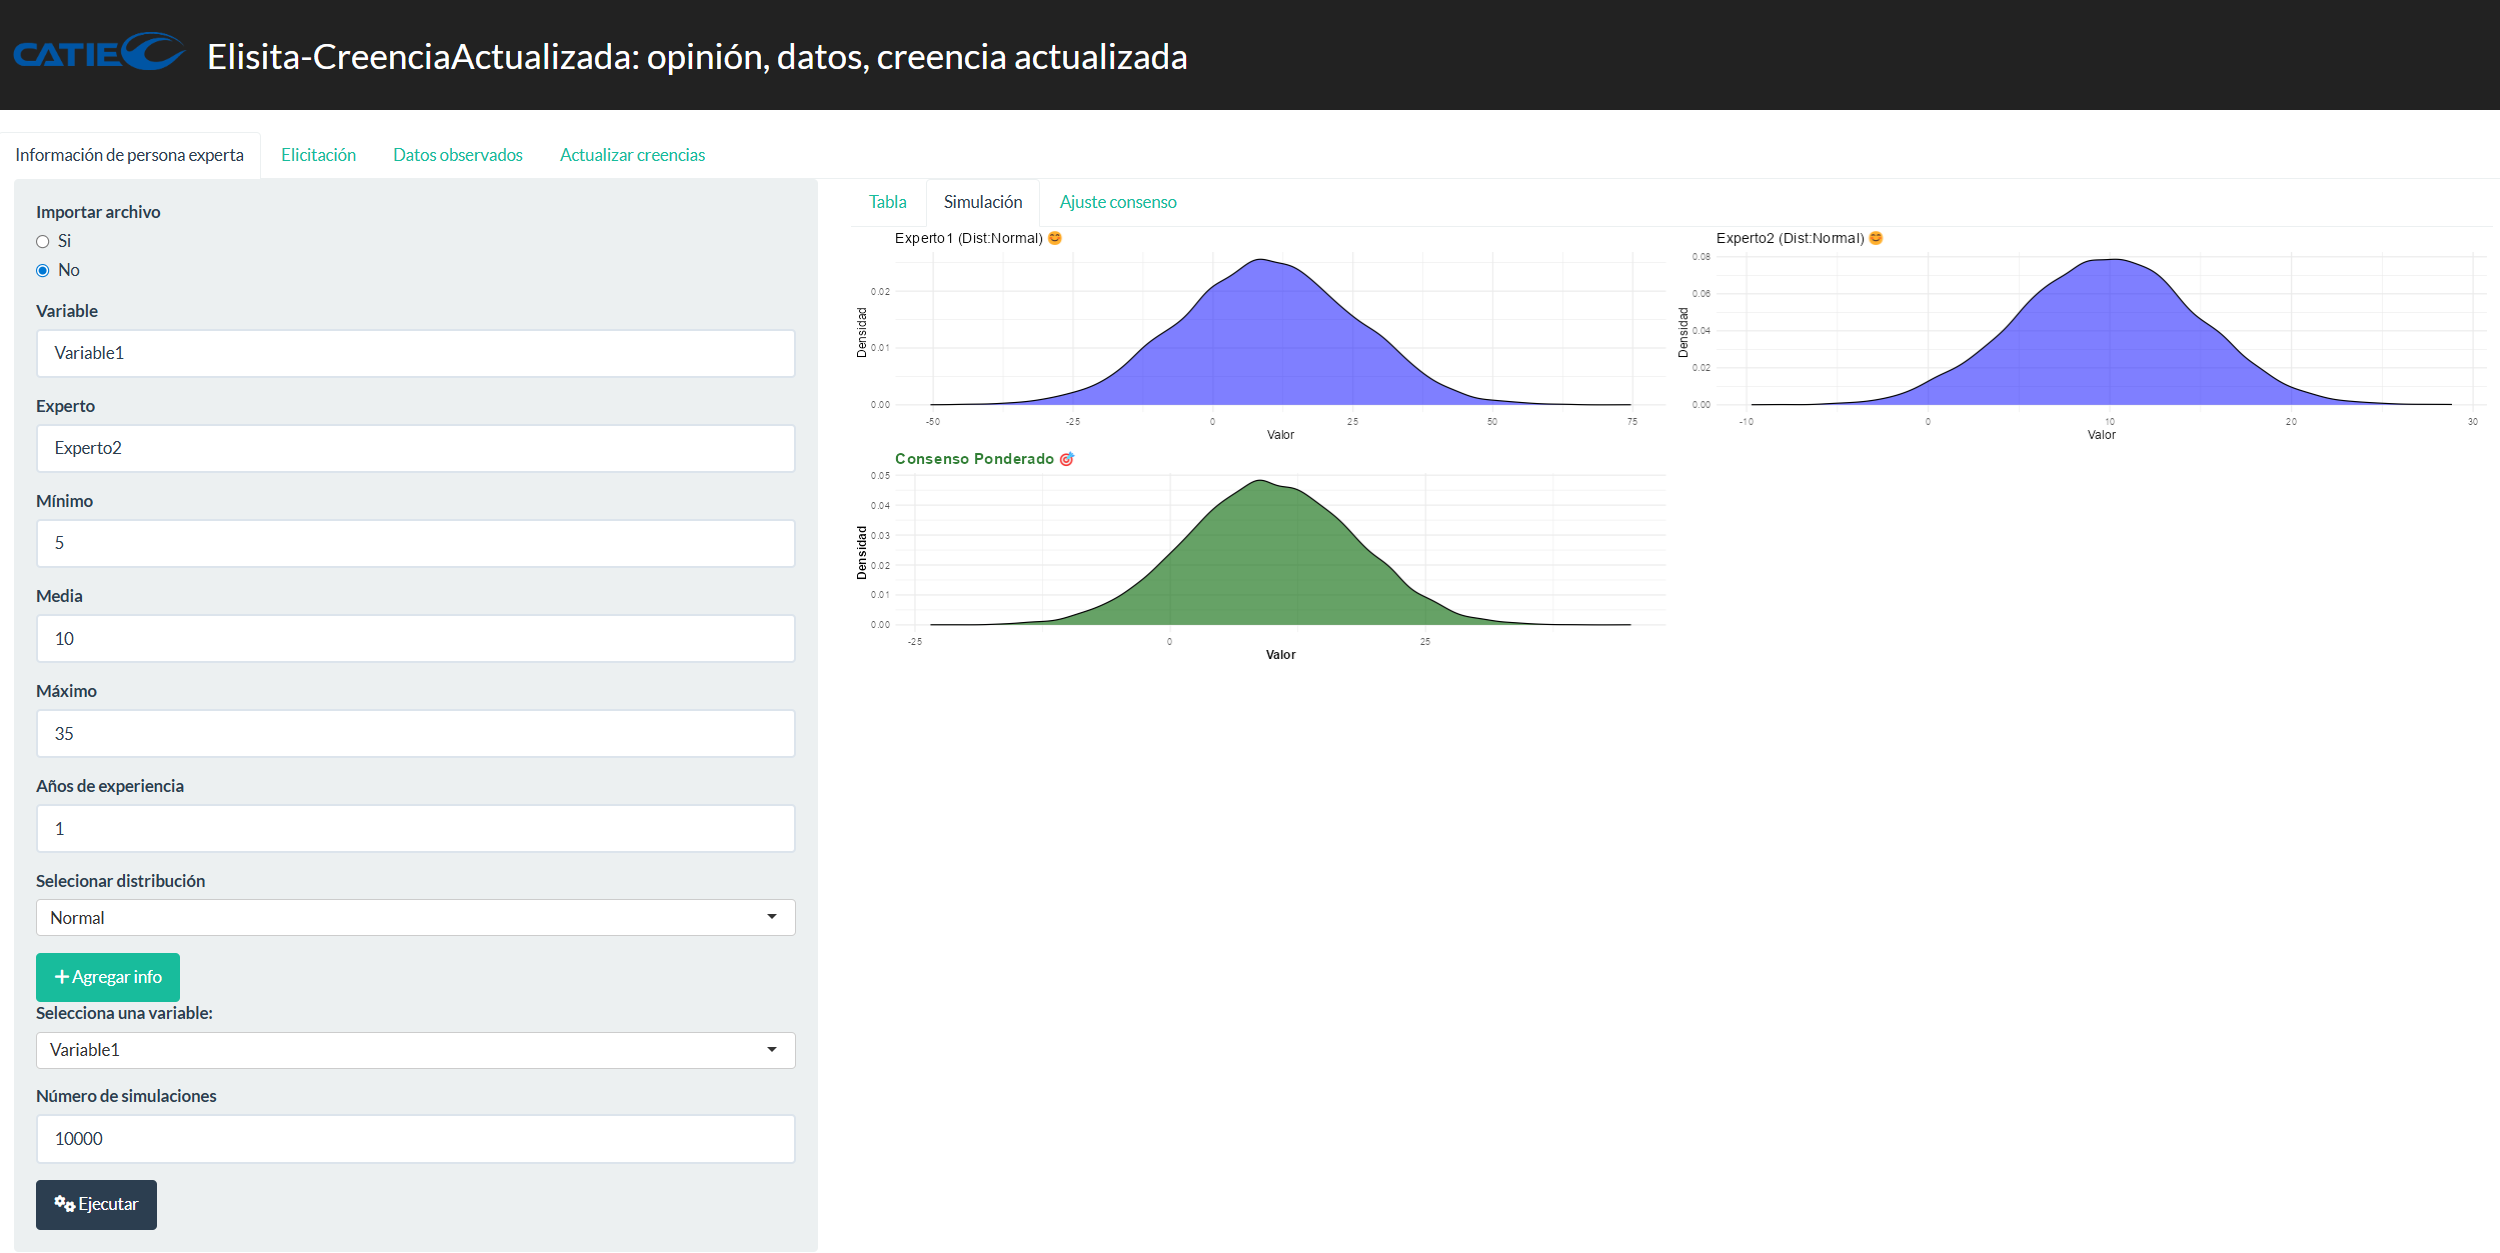 CATIE
Elisita-CreenciaActualizada: opinión, datos, creencia actualizada
Información de persona experta
Elicitación
Datos observados
Actualizar creencias
Importar archivo
Si
No
Variable
Variable1
Experto
Experto2
Mínimo
5
Media
10
Máximo
35
Años de experiencia
1
Selecionar distribución
Normal
Agregar info
Selecciona una variable:
Variable1
Número de simulaciones
10000
Ejecutar
Tabla
Simulación
Ajuste consenso
Experto1 (Dist:Normal) 😊
Densidad
0.02
0.01
0.00
-50
-25
0
25
50
75
Valor
Experto2 (Dist:Normal) 😊
Densidad
0.08
0.06
0.04
0.02
0.00
-10
0
10
20
30
Valor
Consenso Ponderado 🎯
Densidad
0.05
0.04
0.03
0.02
0.01
0.00
-25
0
25
Valor